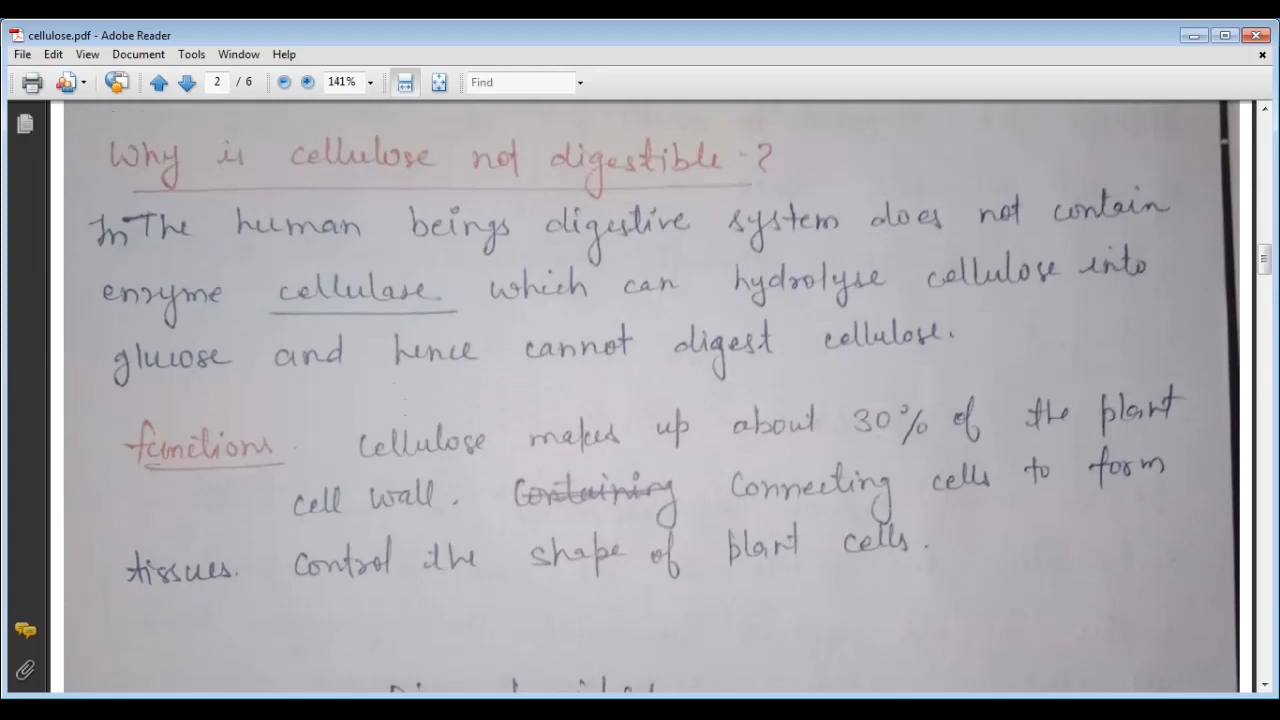 cellulose.pdf - Adobe Reader
File Edit View Document Tools Window Help
2 / 6 141% Find
Why is cellulose not digestible ?
In The human beings digestive system does not contain
enzyme cellulase. which can hydrolyse cellulose into
glucose and hence cannot digest cellulose.
functions. Cellulose makes up about 30% of the plant
cell wall. Containing connecting cells to form
tissues. Control the shape of plant cells.